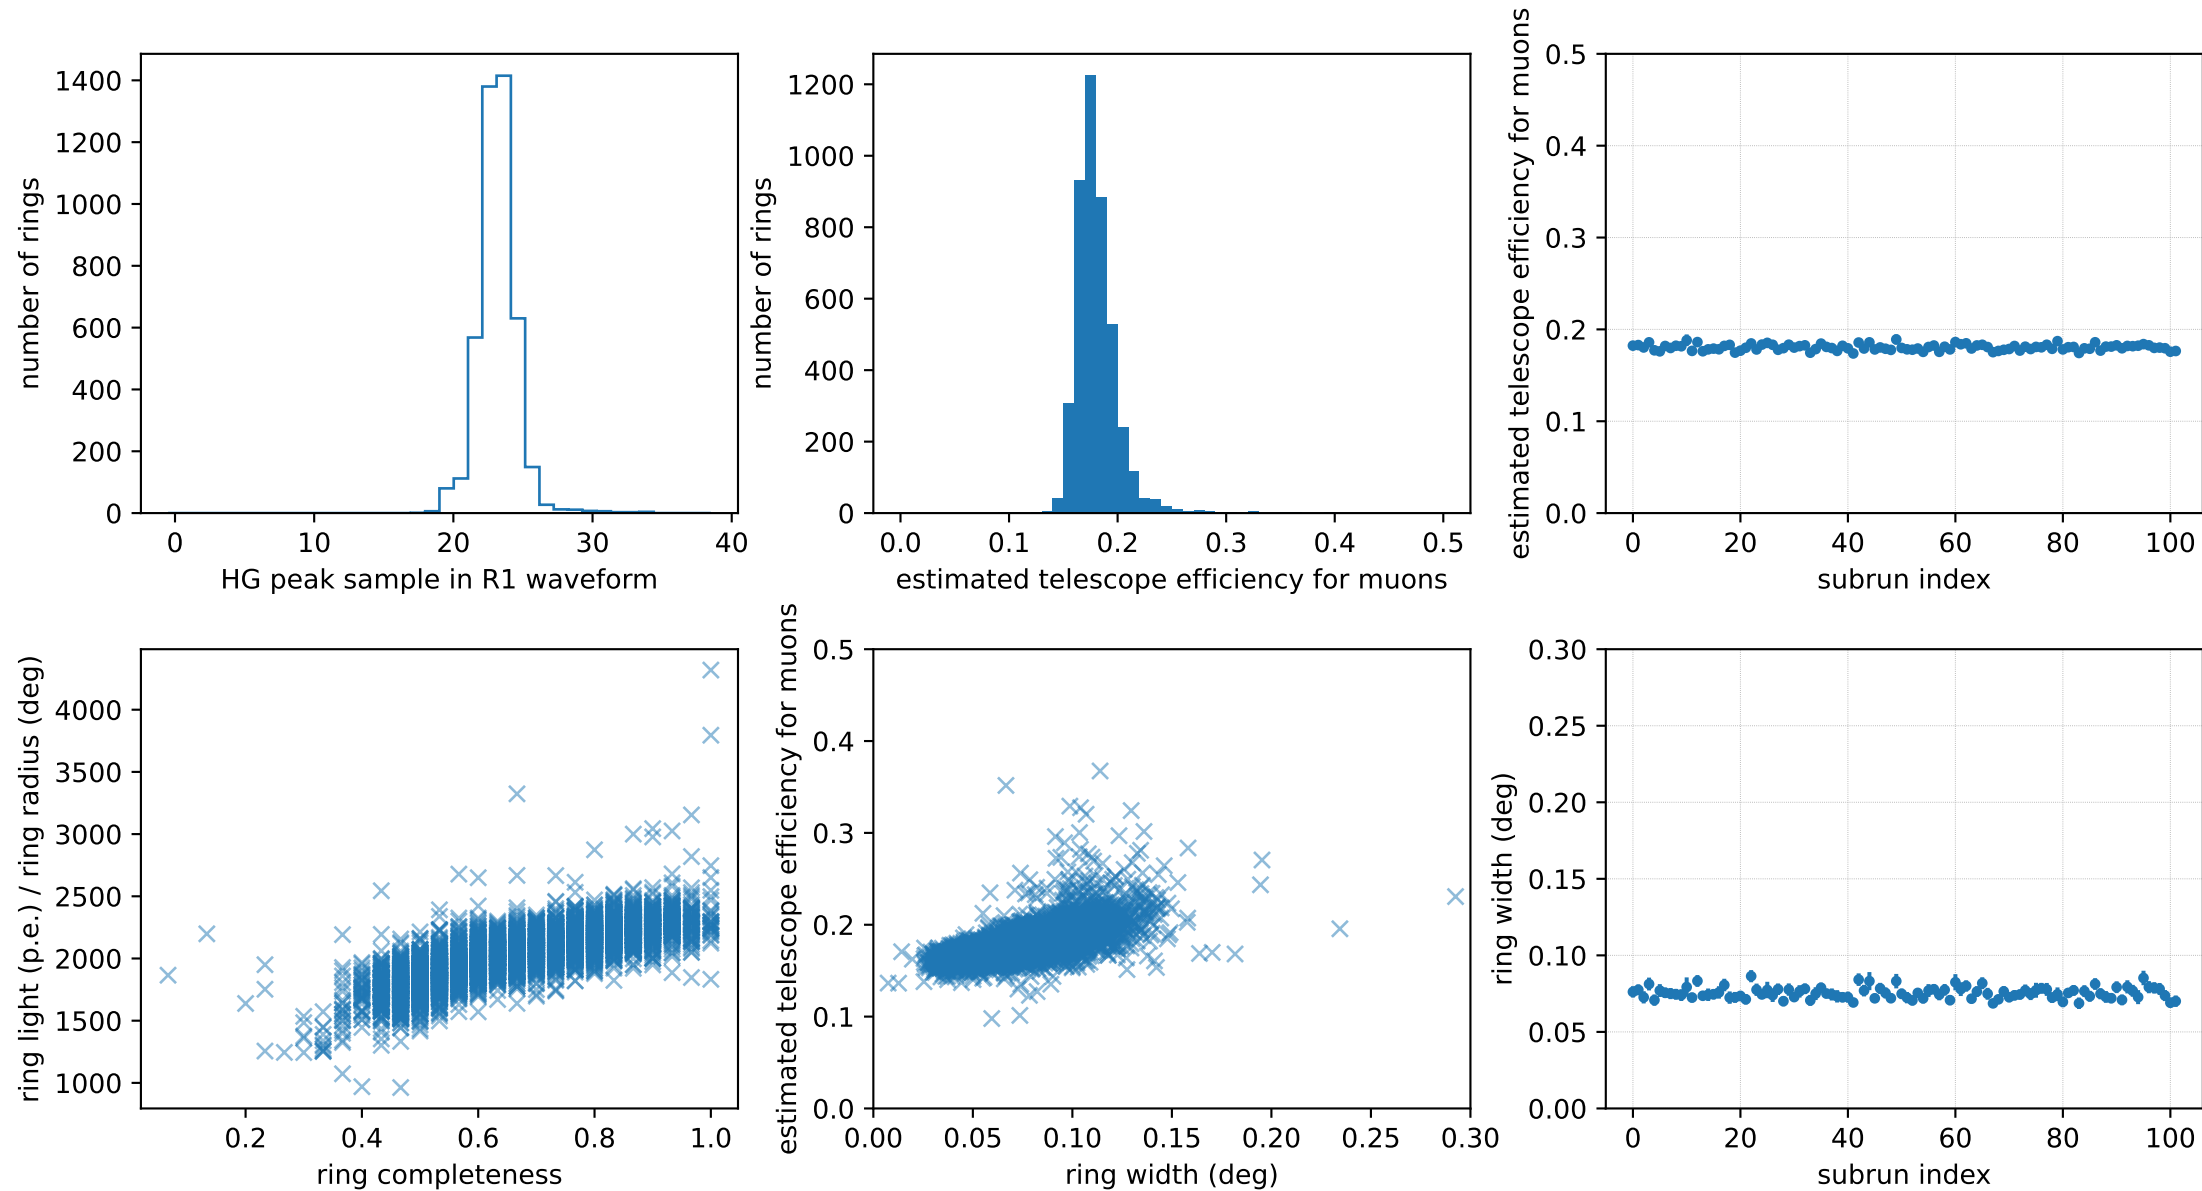 number of rings
1400
1200
1000
800
600
400
200
0
0 10 20 30 40
HG peak sample in R1 waveform
number of rings
1200
1000
800
600
400
200
0
0.0 0.1 0.2 0.3 0.4 0.5
estimated telescope efficiency for muons
estimated telescope efficiency for muons
0.5
0.4
0.3
0.2
0.1
0.0
0 20 40 60 80 100
subrun index
ring light (p.e.) / ring radius (deg)
4000
3500
3000
2500
2000
1500
1000
0.2 0.4 0.6 0.8 1.0
ring completeness
estimated telescope efficiency for muons
0.5
0.4
0.3
0.2
0.1
0.0
0.00 0.05 0.10 0.15 0.20 0.25 0.30
ring width (deg)
ring width (deg)
0.30
0.25
0.20
0.15
0.10
0.05
0.00
0 20 40 60 80 100
subrun index